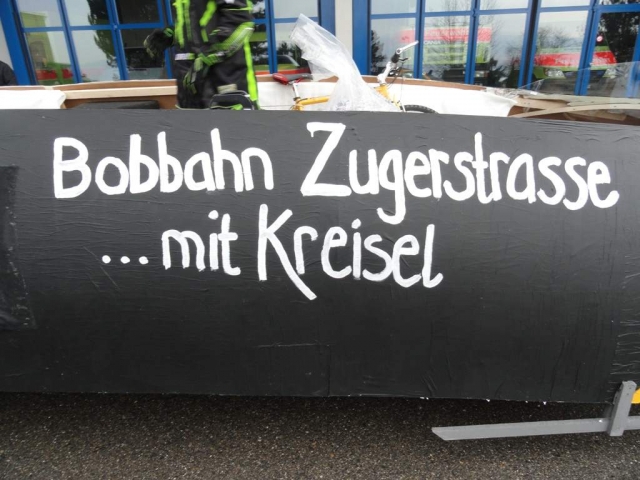 Bobbahn Zugerstrasse
...mit Kreisel